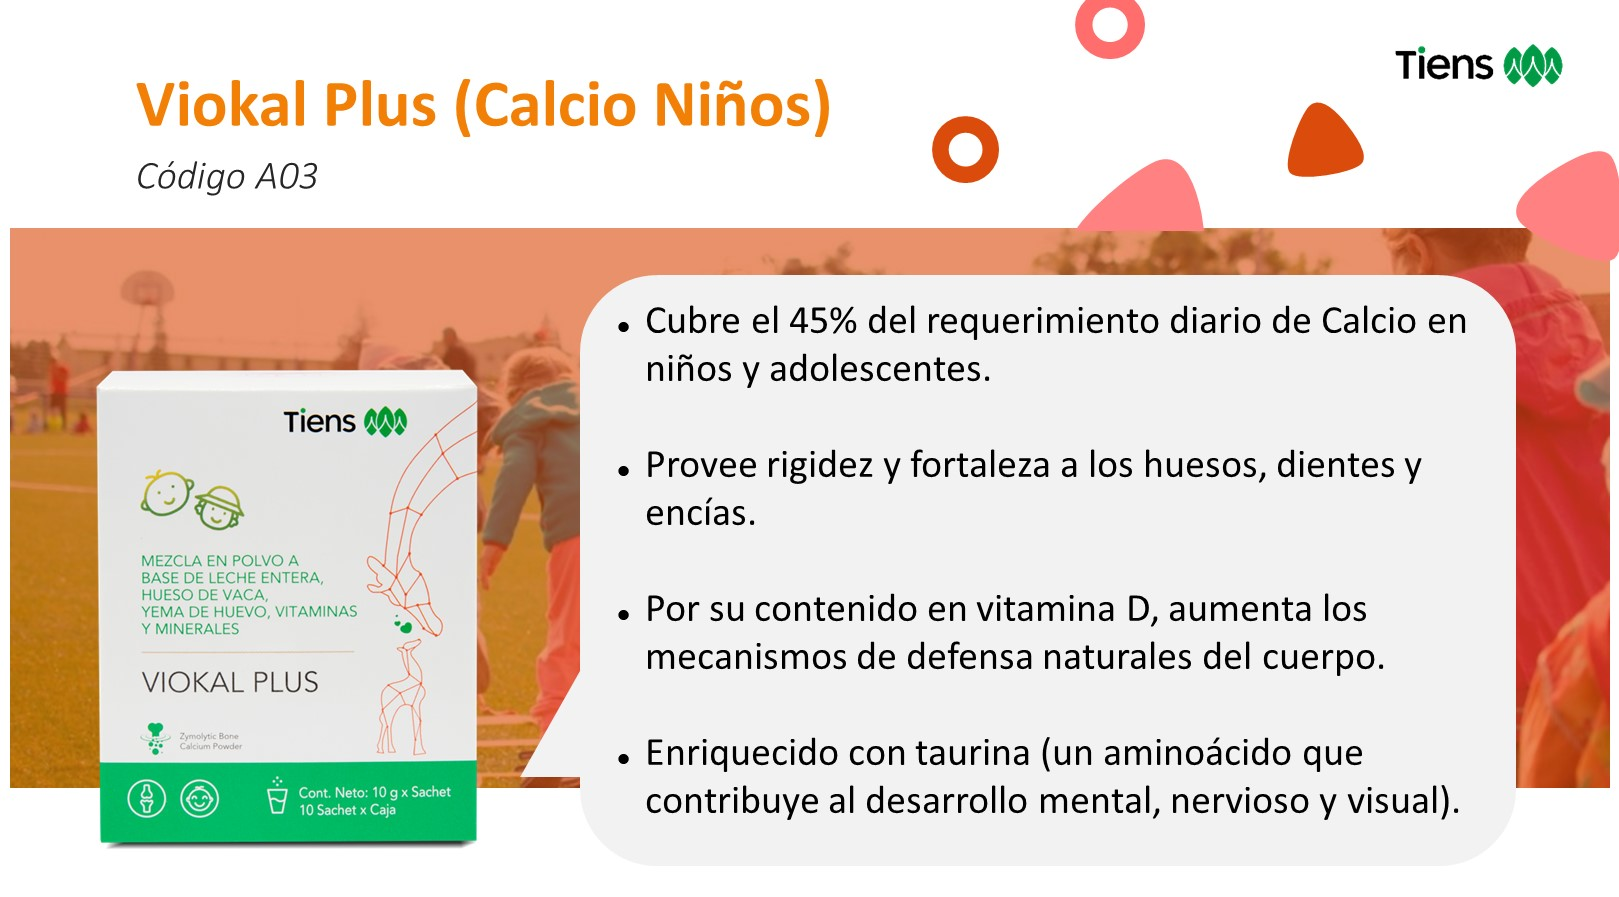 Tiens
Viokal Plus (Calcio Niños)
Código A03
Cubre el 45% del requerimiento diario de Calcio en
niños y adolescentes.
Provee rigidez y fortaleza a los huesos, dientes y
encías.
Por su contenido en vitamina D, aumenta los
mecanismos de defensa naturales del cuerpo.
Enriquecido con taurina (un aminoácido que
contribuye al desarrollo mental, nervioso y visual).
Tiens
MEZCLA EN POLVO A
BASE DE LECHE ENTERA,
HUESO DE VACA,
YEMA DE HUEVO, VITAMINAS
Y MINERALES
VIOKAL PLUS
Zymolytic Bone
Calcium Powder
Cont. Neto: 10 g x Sachet
10 Sachet x Caja